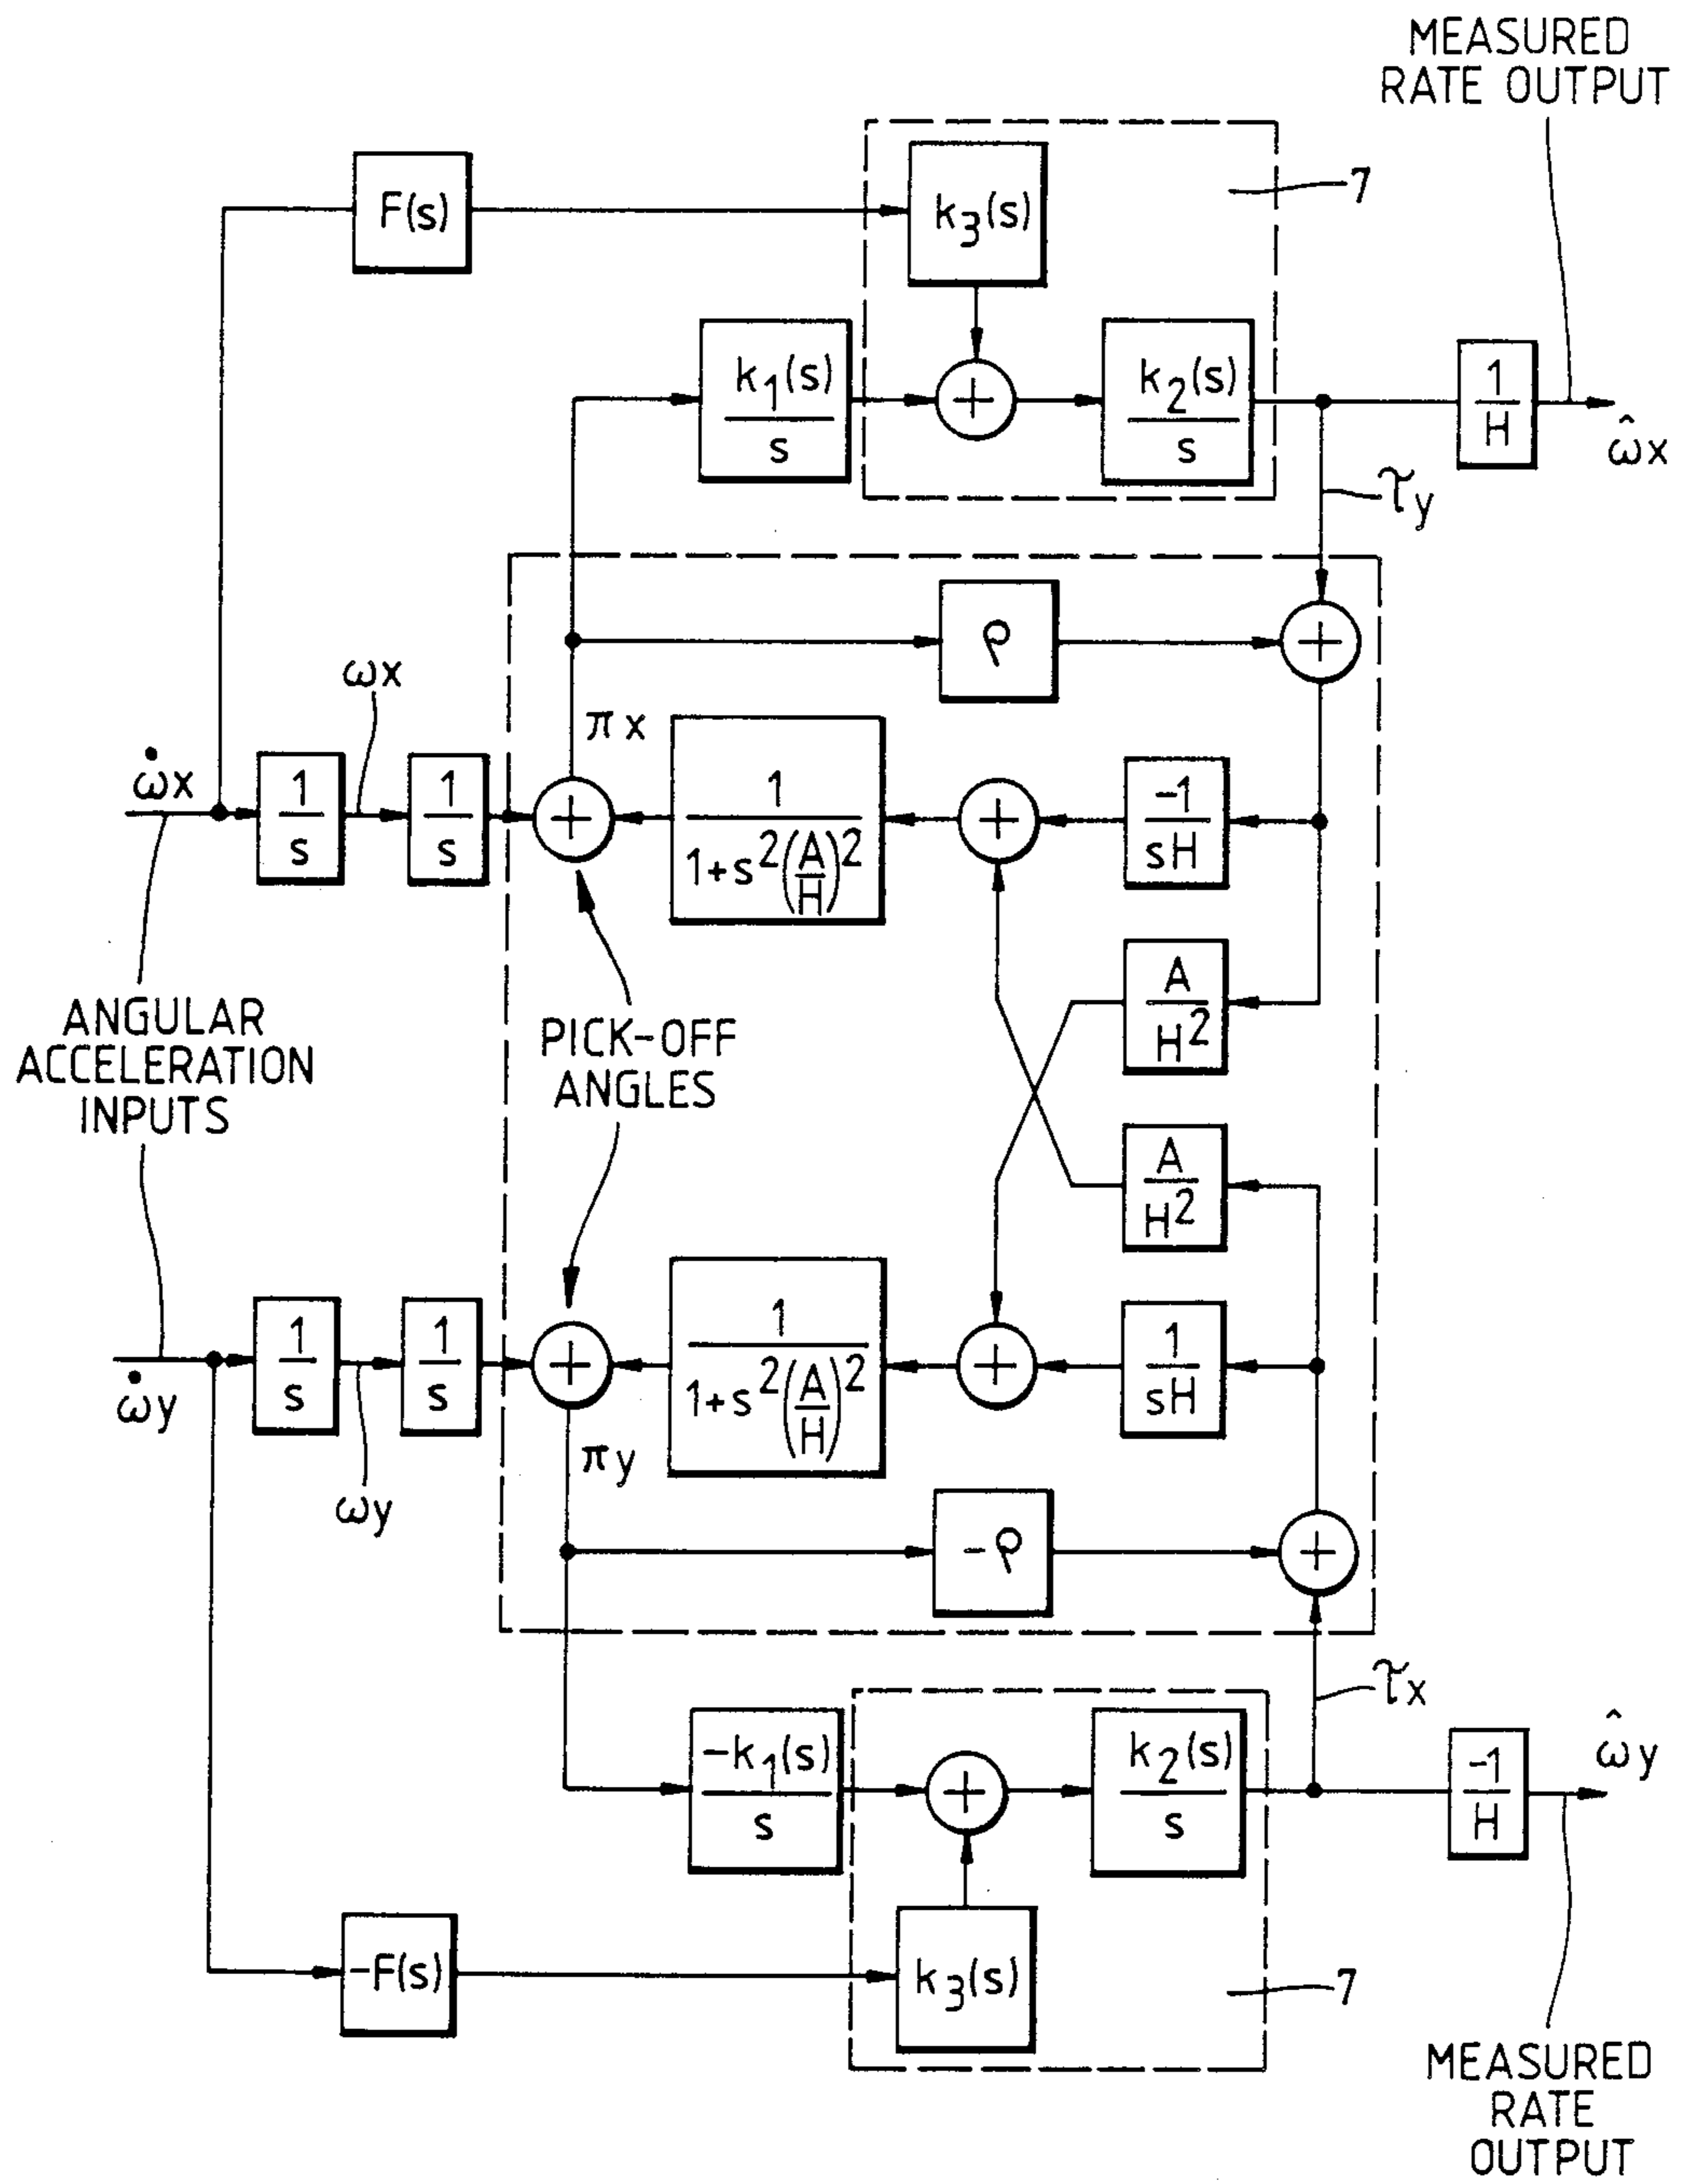 MEASURED
RATE OUTPUT
7
F(s)
k3(s)
k1(s)
s
k2(s)
s
1
H
ω̂x
τy
ρ
ωx
πx
ω̇x
1
s
1
s
1
1+s2(A/H)2
-1
sH
A
H2
ANGULAR
ACCELERATION
INPUTS
PICK-OFF
ANGLES
A
H2
1
s
1
s
1
1+s2(A/H)2
1
sH
ω̇y
πy
ωy
-ρ
τx
-k1(s)
s
k2(s)
s
-1
H
ω̂y
-F(s)
k3(s)
7
MEASURED
RATE
OUTPUT